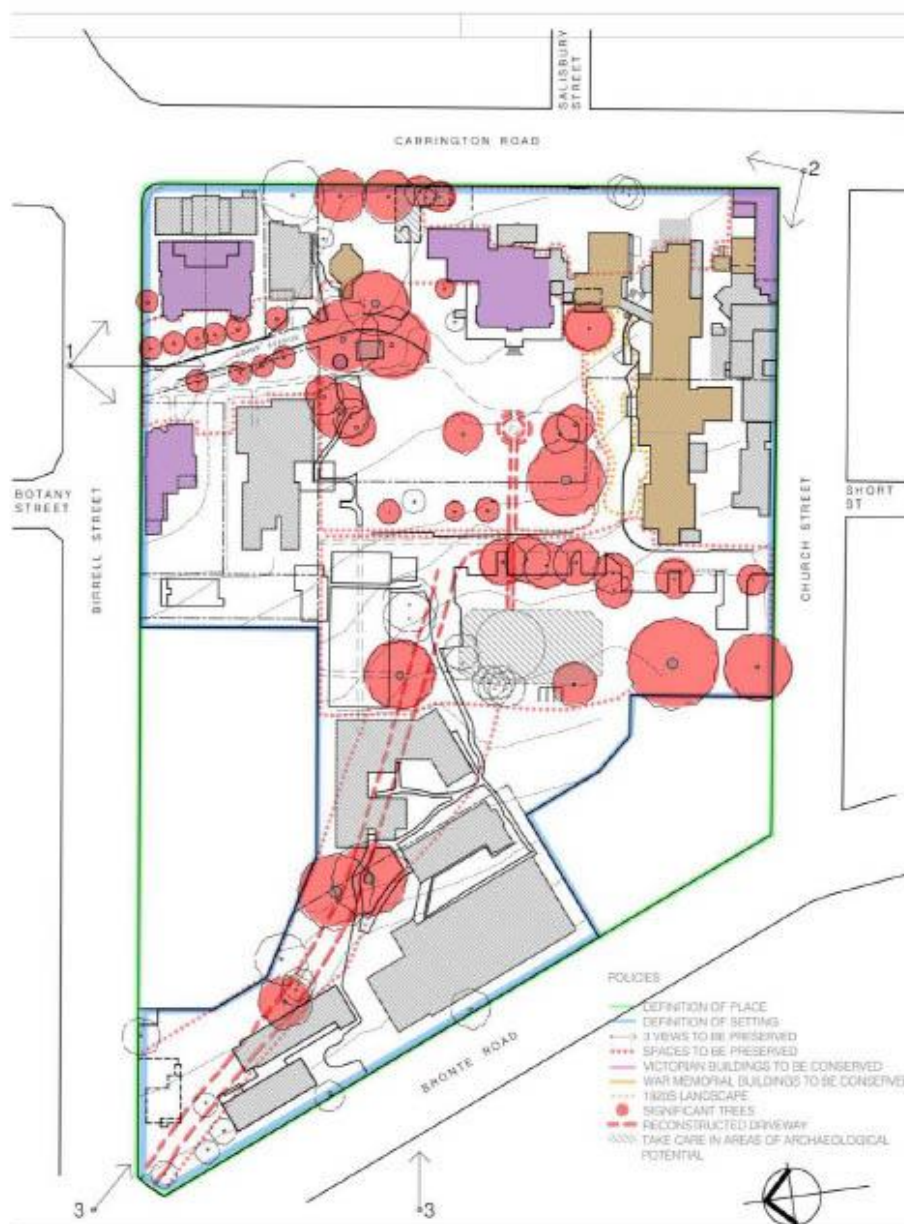 SALISBURY
STREET
CARRINGTON ROAD
2
1
BOTANY
STREET
BIRRELL STREET
SHORT
ST
CHURCH STREET
BRONTE ROAD
POLICIES
DEFINITION OF PLACE
DEFINITION OF SETTING
3 VIEWS TO BE PRESERVED
SPACES TO BE PRESERVED
VICTORIAN BUILDINGS TO BE CONSERVED
WAR MEMORIAL BUILDINGS TO BE CONSERVE
1920S LANDSCAPE
SIGNIFICANT TREES
RECONSTRUCTED DRIVEWAY
TAKE CARE IN AREAS OF ARCHAEOLOGICAL
POTENTIAL
3
3